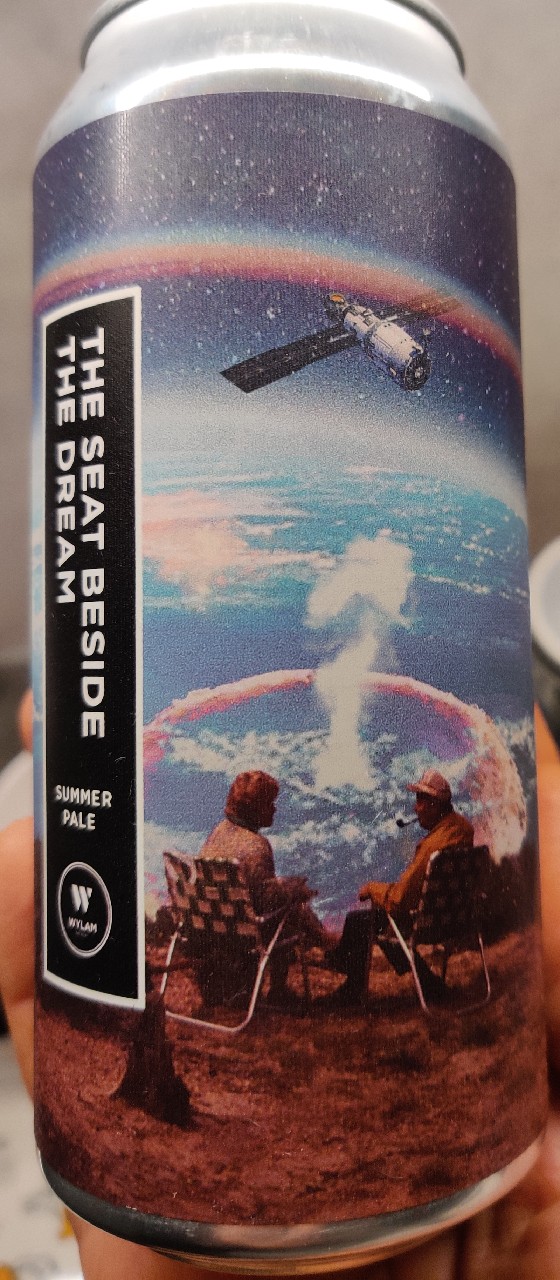 THE SEAT BESIDE
THE DREAM
SUMMER
PALE
W
WYLAM